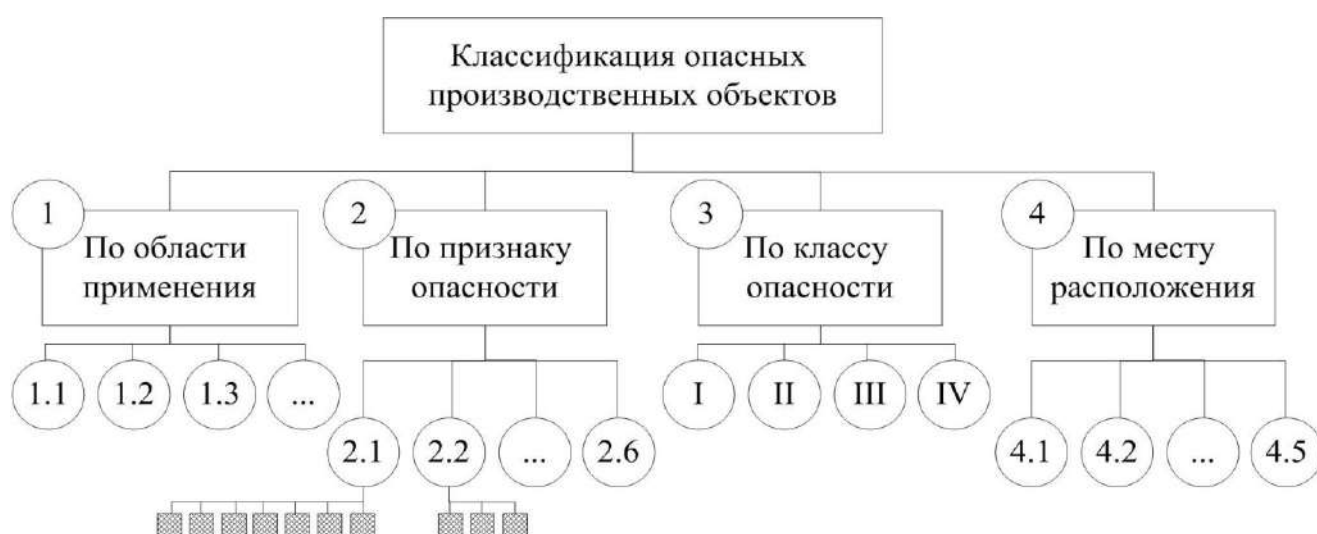 Классификация опасных
производственных объектов
1
2
3
4
По области
применения
По признаку
опасности
По классу
опасности
По месту
расположения
1.1
1.2
1.3
...
I
II
III
IV
2.1
2.2
...
2.6
4.1
4.2
...
4.5